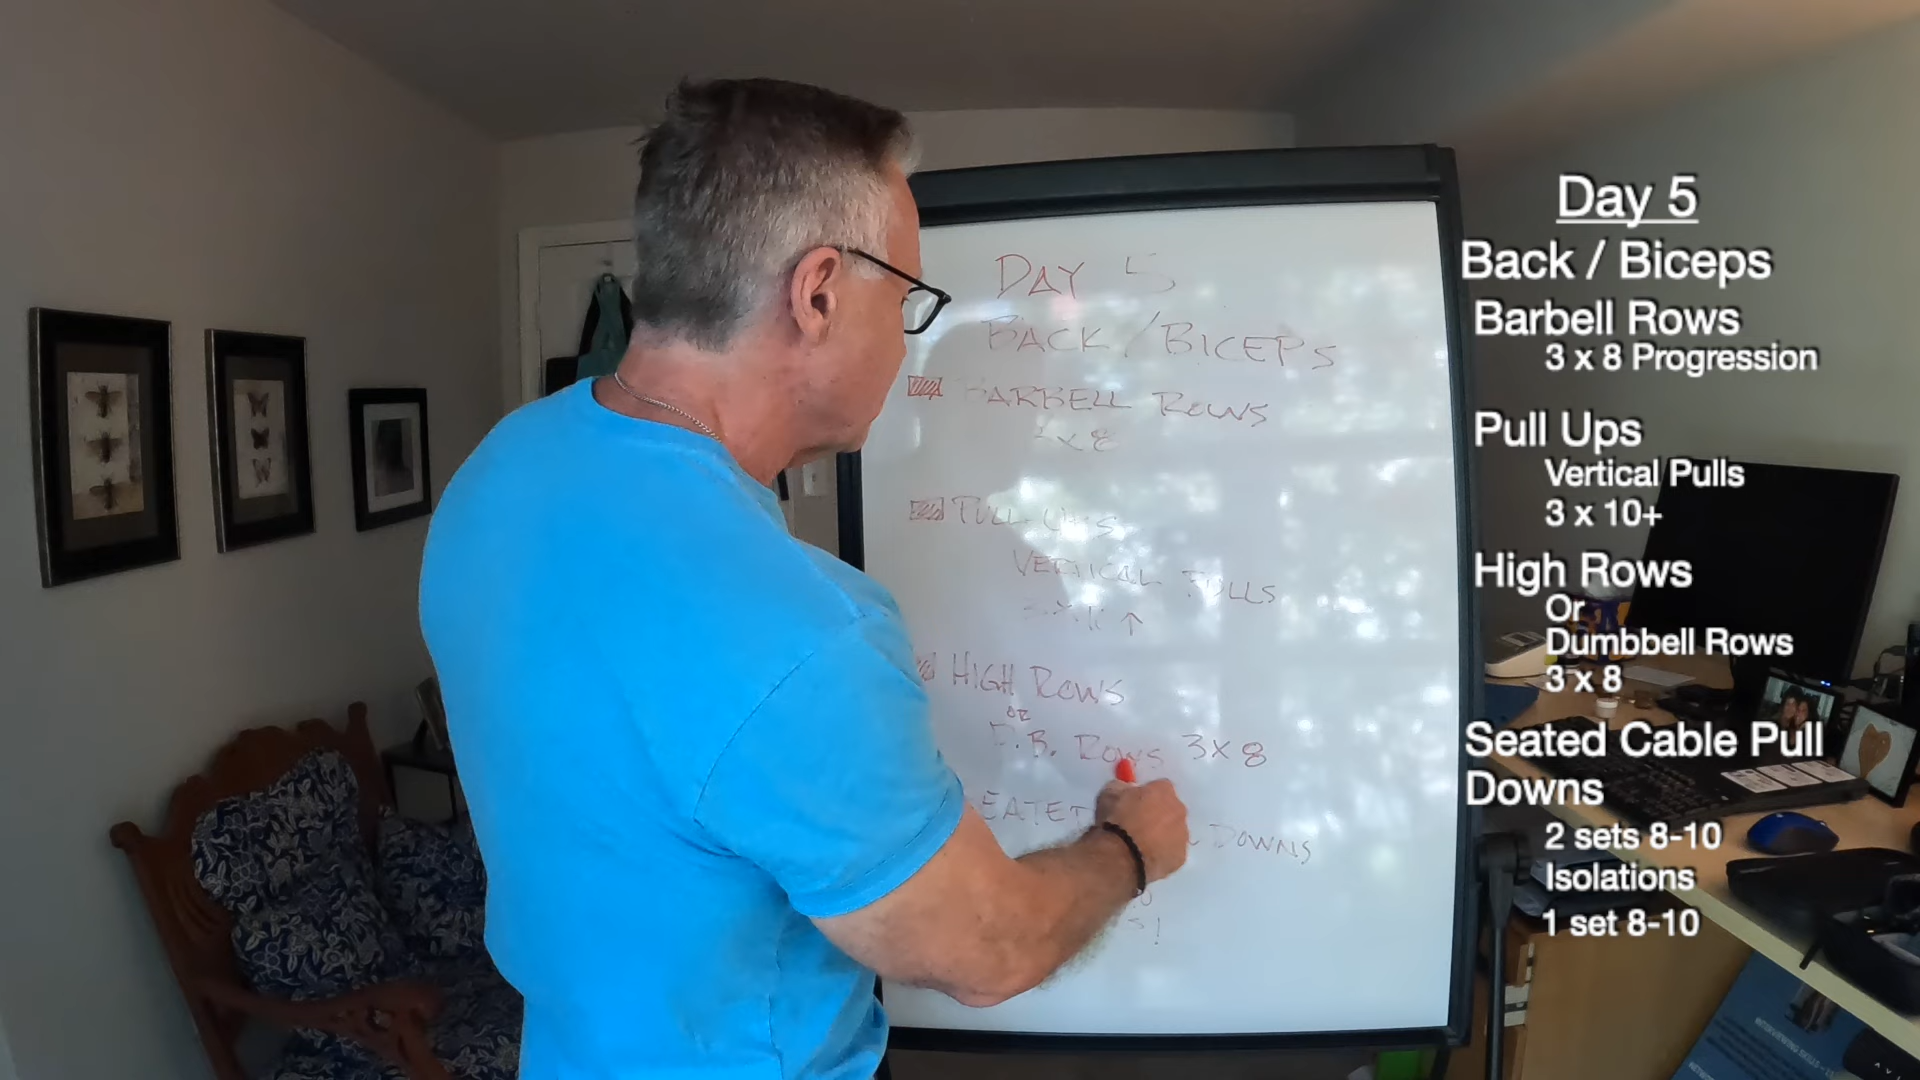 DAY 5
BACK / BICEPS
BARBELL ROWS
3 x 8
PULL UPS
VERTICAL PULLS
HIGH ROWS
OR
D.B. ROWS 3 X 8
DOWNS
Day 5
Back / Biceps
Barbell Rows
3 x 8 Progression
Pull Ups
Vertical Pulls
3 x 10+
High Rows
Or
Dumbbell Rows
3 x 8
Seated Cable Pull
Downs
2 sets 8-10
Isolations
1 set 8-10